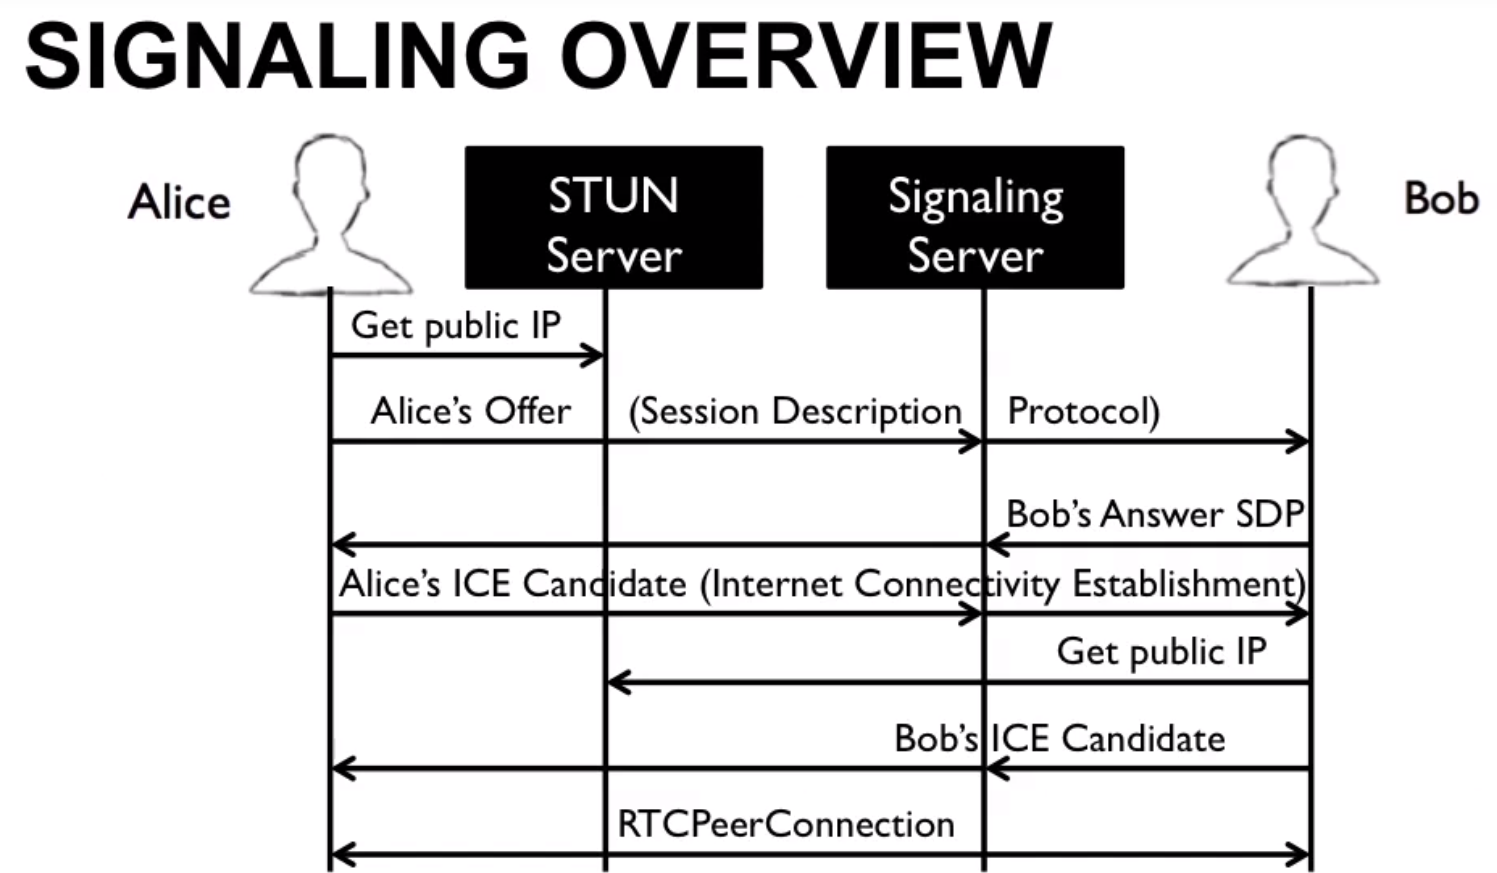 SIGNALING OVERVIEW
Alice
STUN
Server
Signaling
Server
Bob
Get public IP
Alice's Offer (Session Description Protocol)
Bob's Answer SDP
Alice's ICE Candidate (Internet Connectivity Establishment)
Get public IP
Bob's ICE Candidate
RTCPeerConnection